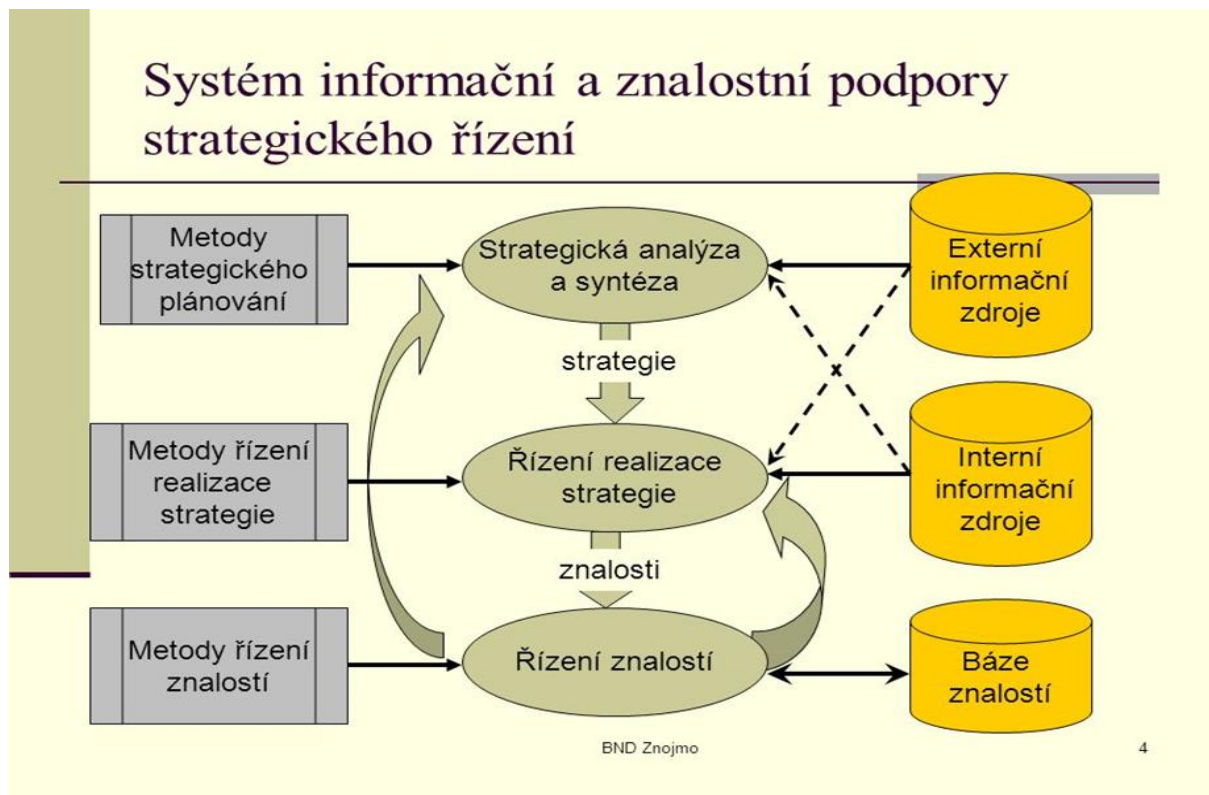 Systém informační a znalostní podpory
strategického řízení
Metody
strategického
plánování
Strategická analýza
a syntéza
Externí
informační
zdroje
strategie
Metody řízení
realizace
strategie
Řízení realizace
strategie
Interní
informační
zdroje
znalosti
Metody řízení
znalostí
Řízení znalostí
Báze
znalostí
BND Znojmo
4